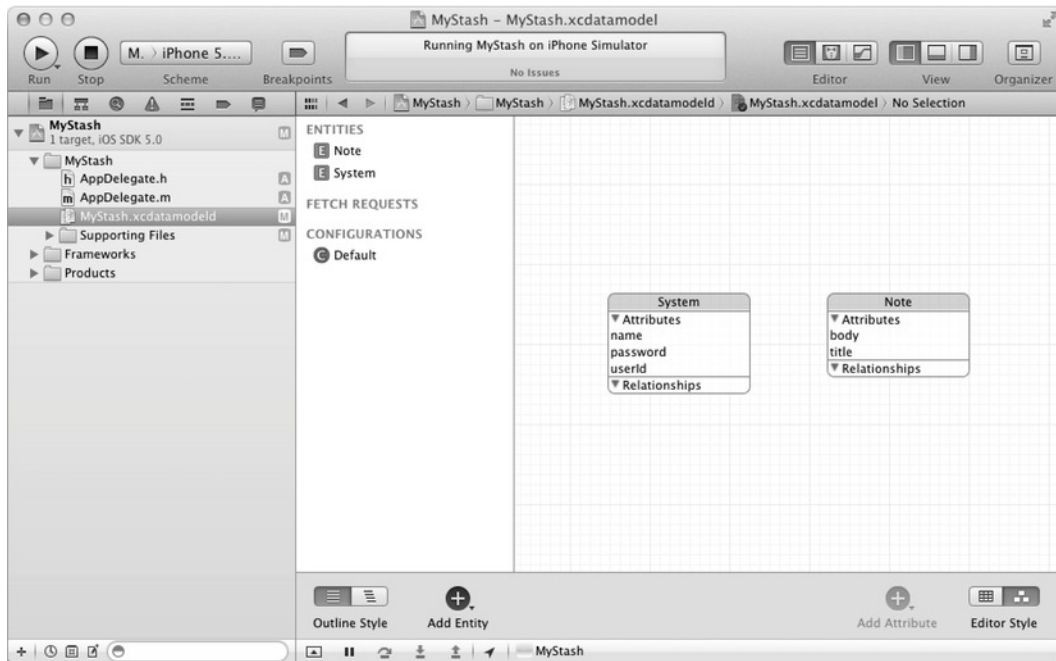 MyStash – MyStash.xcdatamodel
M. 〉 iPhone 5....
Running MyStash on iPhone Simulator
No Issues
Run
Stop
Scheme
Breakpoints
Editor
View
Organizer
MyStash 〉 MyStash 〉 MyStash.xcdatamodeld 〉 MyStash.xcdatamodel 〉 No Selection
MyStash
M
1 target, iOS SDK 5.0
MyStash
h AppDelegate.h A
m AppDelegate.m A
MyStash.xcdatamodeld M
Supporting Files M
Frameworks
Products
ENTITIES
E Note
E System
FETCH REQUESTS
CONFIGURATIONS
C Default
System
Attributes
name
password
userId
Relationships
Note
Attributes
body
title
Relationships
Outline Style
Add Entity
Add Attribute
Editor Style
MyStash